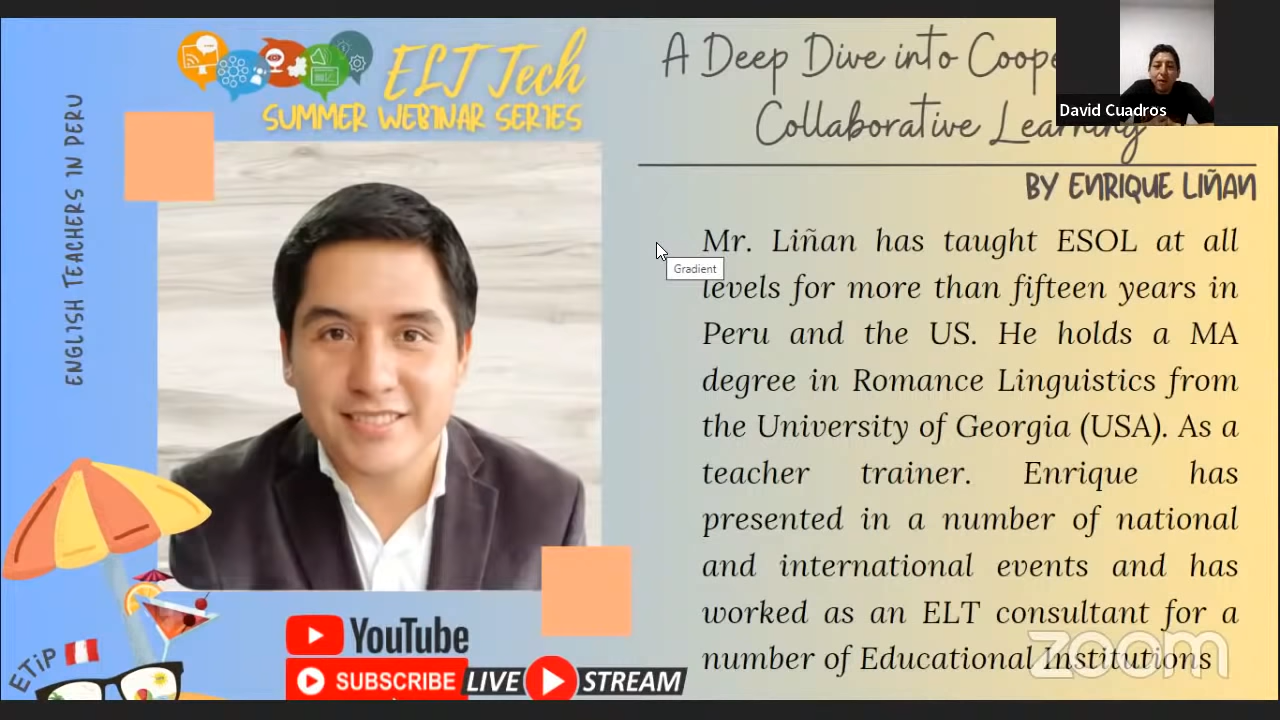 ELT Tech
SUMMER WEBINAR SERIES
ENGLISH TEACHERS IN PERU
A Deep Dive into Coope
Collaborative Learning
David Cuadros
BY ENRIQUE LIÑAN
Mr. Liñan has taught ESOL at all
levels for more than fifteen years in
Peru and the US. He holds a MA
degree in Romance Linguistics from
the University of Georgia (USA). As a
teacher trainer. Enrique has
presented in a number of national
and international events and has
worked as an ELT consultant for a
number of Educational Institutions
Gradient
ETiP
YouTube
SUBSCRIBE
LIVE STREAM
zoom